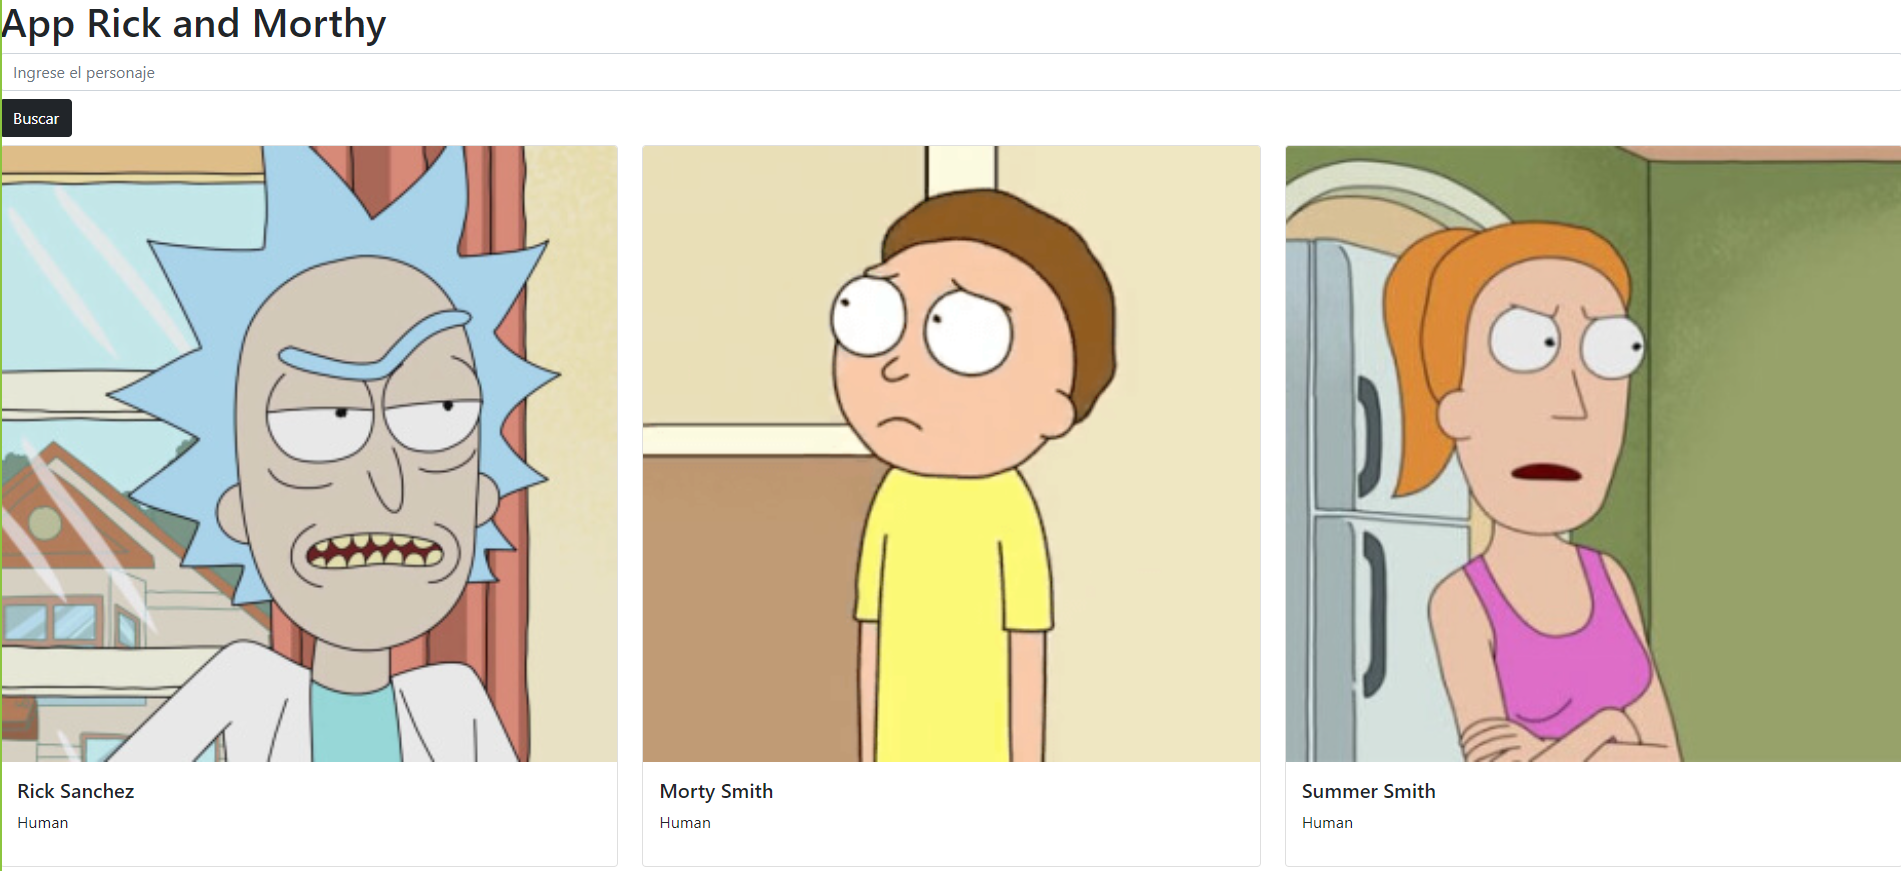 App Rick and Morthy
Ingrese el personaje
Buscar
Rick Sanchez
Human
Morty Smith
Human
Summer Smith
Human